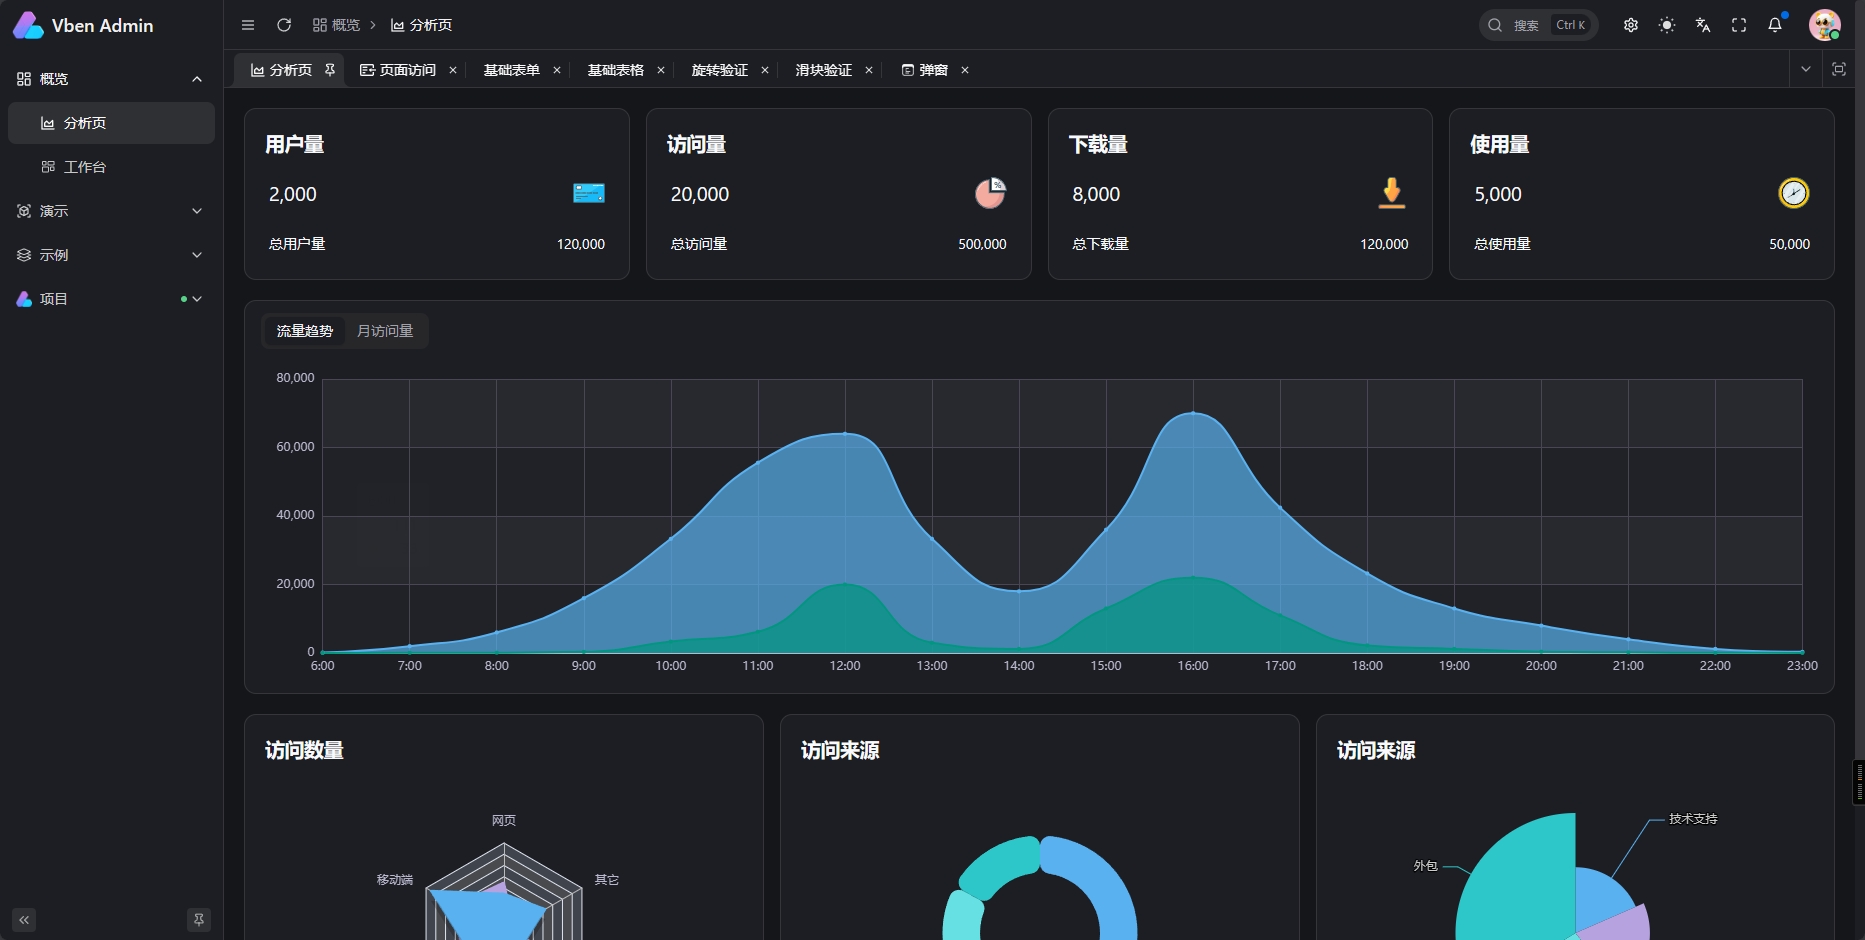 Vben Admin
概览
分析页
工作台
演示
示例
项目
概览
分析页
搜索
Ctrl K
分析页
页面访问
基础表单
基础表格
旋转验证
滑块验证
弹窗
用户量
2,000
总用户量
120,000
访问量
20,000
%
总访问量
500,000
下载量
8,000
总下载量
120,000
使用量
5,000
总使用量
50,000
流量趋势
月访问量
80,000
60,000
40,000
20,000
0
6:00
7:00
8:00
9:00
10:00
11:00
12:00
13:00
14:00
15:00
16:00
17:00
18:00
19:00
20:00
21:00
22:00
23:00
访问数量
网页
移动端
其它
访问来源
访问来源
外包
技术支持